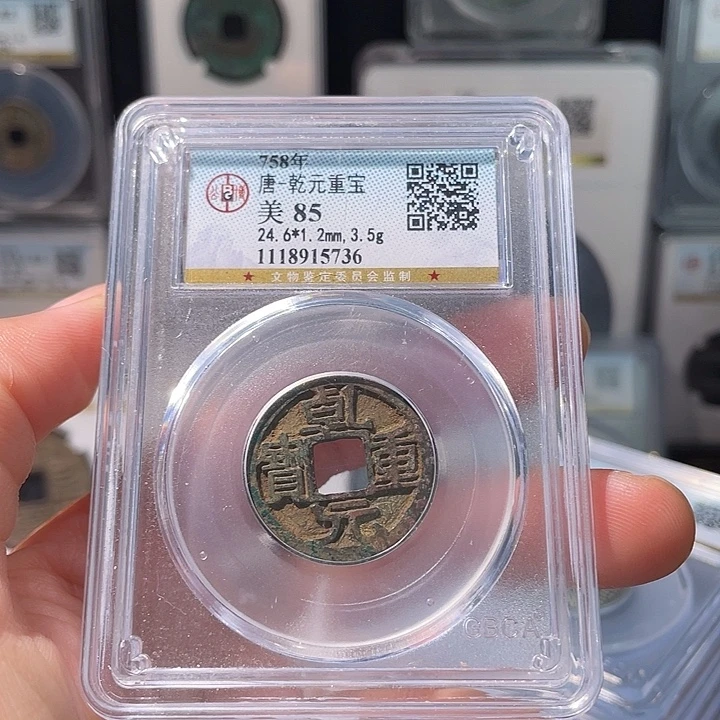 758年
唐-乾元重宝
美 85
24.6*1.2mm,3.5g
1118915736
★ 文物鉴定委员会监制 ★
乾元重寶
GBCA